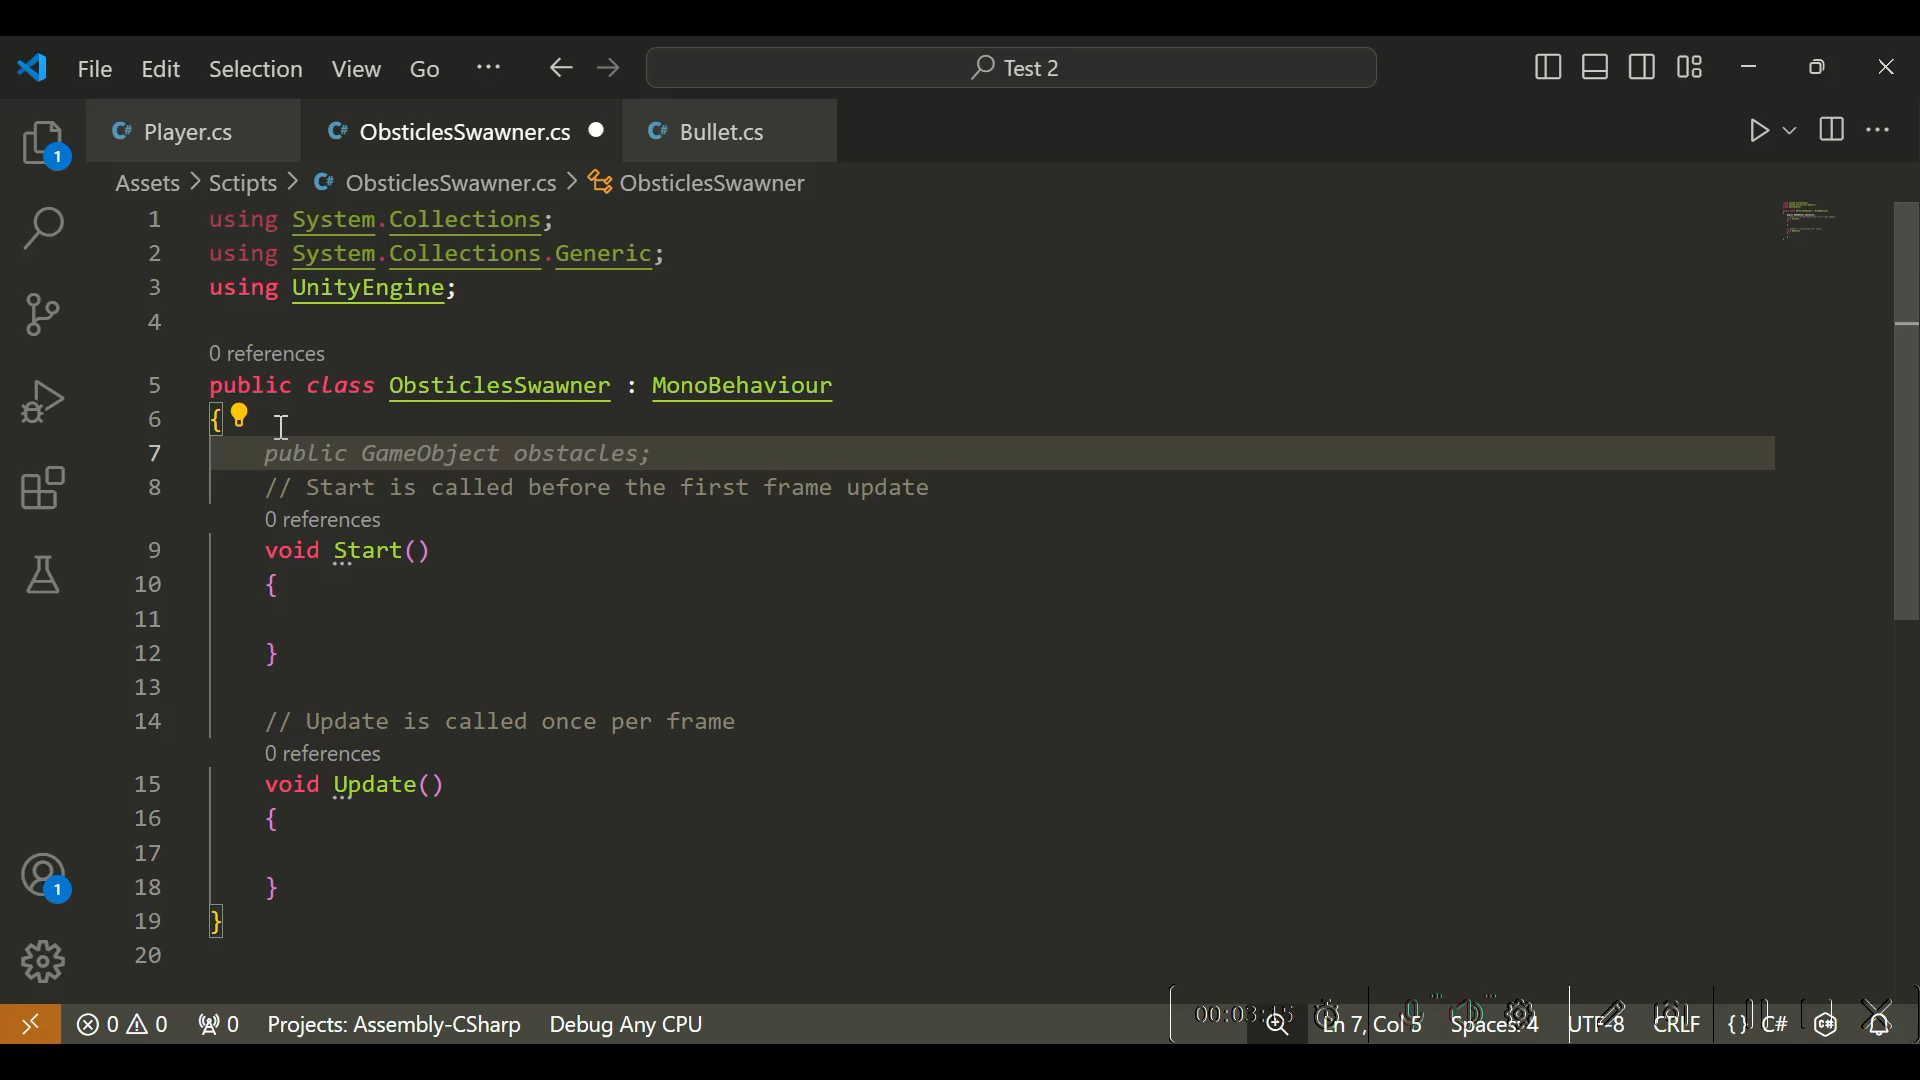 File Edit Selection View Go ··· Test 2
Player.cs ObsticlesSwawner.cs Bullet.cs
Assets > Sctipts > ObsticlesSwawner.cs > ObsticlesSwawner
1 using System.Collections;
2 using System.Collections.Generic;
3 using UnityEngine;
4
0 references
5 public class ObsticlesSwawner : MonoBehaviour
6 {
7 public GameObject obstacles;
8 // Start is called before the first frame update
0 references
9 void Start()
10 {
11
12 }
13
14 // Update is called once per frame
0 references
15 void Update()
16 {
17
18 }
19 }
20
1
1
0 0 0 Projects: Assembly-CSharp Debug Any CPU Ln 7, Col 5 Spaces: 4 UTF-8 CRLF {} C#